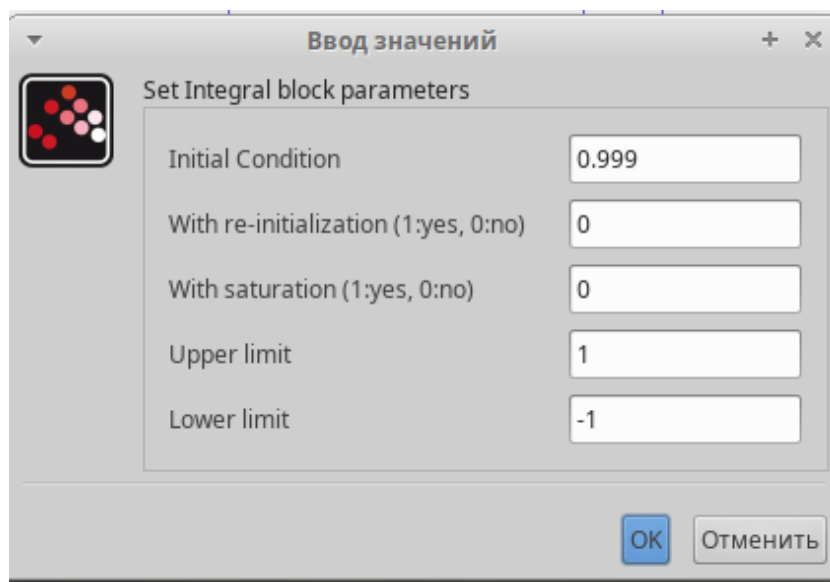 Ввод значений
Set Integral block parameters
Initial Condition 0.999
With re-initialization (1:yes, 0:no) 0
With saturation (1:yes, 0:no) 0
Upper limit 1
Lower limit -1
OK Отменить